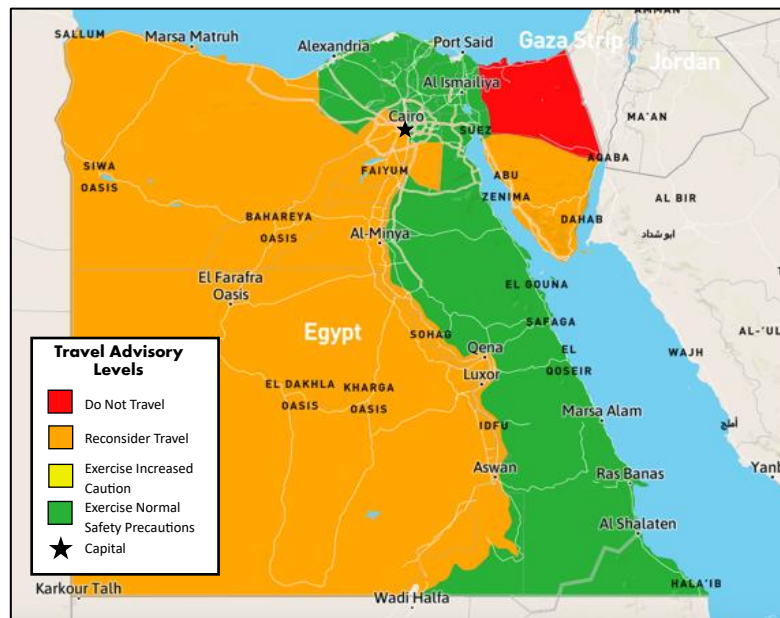 AMMAN
SALLUM
Marsa Matruh
Alexandria
Port Said
Gaza Strip
Jordan
Al Ismailiya
Cairo
MA'AN
SUEZ
AQABA
SIWA
OASIS
FAIYUM
ABU
ZENIMA
AL BIR
BAHAREYA
OASIS
DAHAB
ابو شداد
Al-Minya
El Farafra
Oasis
EL GOUNA
Egypt
SAFAGA
AL-'UL
SOHAG
Qena
EL
QOSEIR
WAJH
Luxor
EL DAKHLA
OASIS
KHARGA
OASIS
Marsa Alam
أملج
IDFU
Aswan
Ras Banas
Yanb
Al Shalaten
HALA'IB
Karkour Talh
Wadi Halfa
Travel Advisory
Levels
Do Not Travel
Reconsider Travel
Exercise Increased
Caution
Exercise Normal
Safety Precautions
Capital